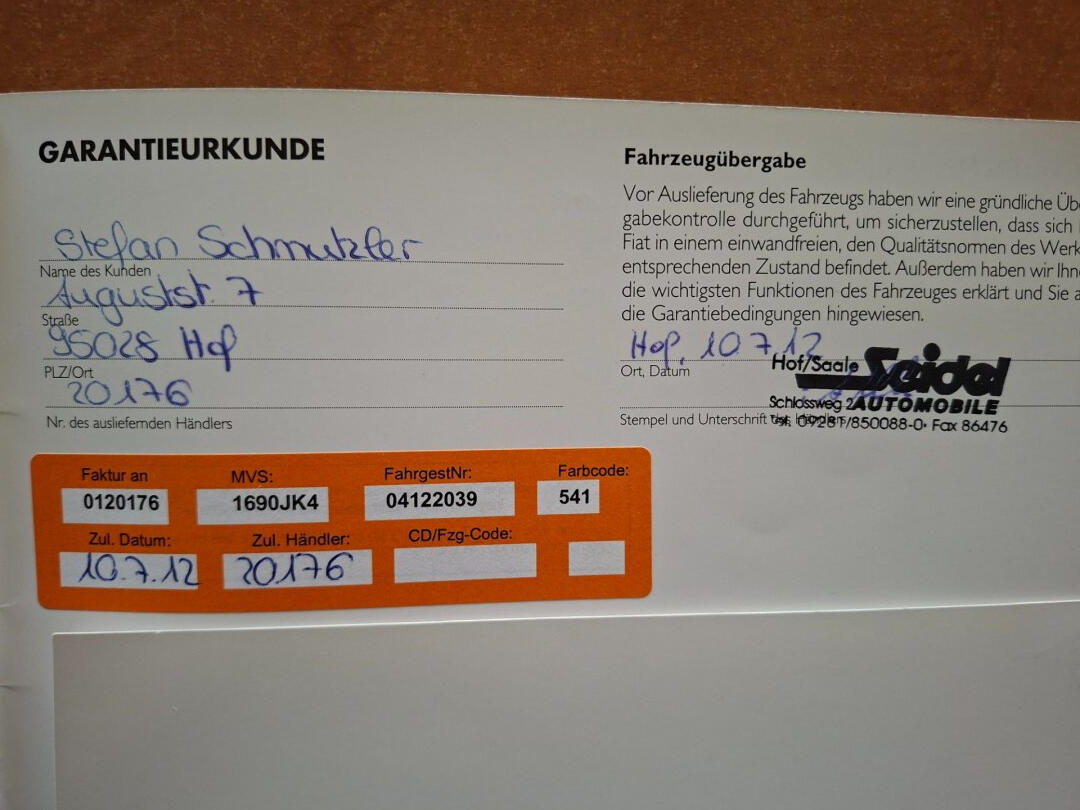 GARANTIEURKUNDE
Stefan Schmutzler
Name des Kunden
Auguststr. 7
Straße
95028 Hof
PLZ/Ort
20176
Nr. des ausliefernden Händlers
Fahrzeugübergabe
Vor Auslieferung des Fahrzeugs haben wir eine gründliche Übe
gabekontrolle durchgeführt, um sicherzustellen, dass sich
Fiat in einem einwandfreien, den Qualitätsnormen des Werk
entsprechenden Zustand befindet. Außerdem haben wir Ihne
die wichtigsten Funktionen des Fahrzeuges erklärt und Sie a
die Garantiebedingungen hingewiesen.
Hof, 10.7.12
Ort, Datum
Hof/Saale Seidel
Schlossweg 2 AUTOMOBILE
Stempel und Unterschrift des Händlers
Tel. 09281/850088-0· Fax 86476
Faktur an MVS: FahrgestNr: Farbcode:
0120176 1690JK4 04122039 541
Zul. Datum: Zul. Händler: CD/Fzg-Code:
10.7.12 20176